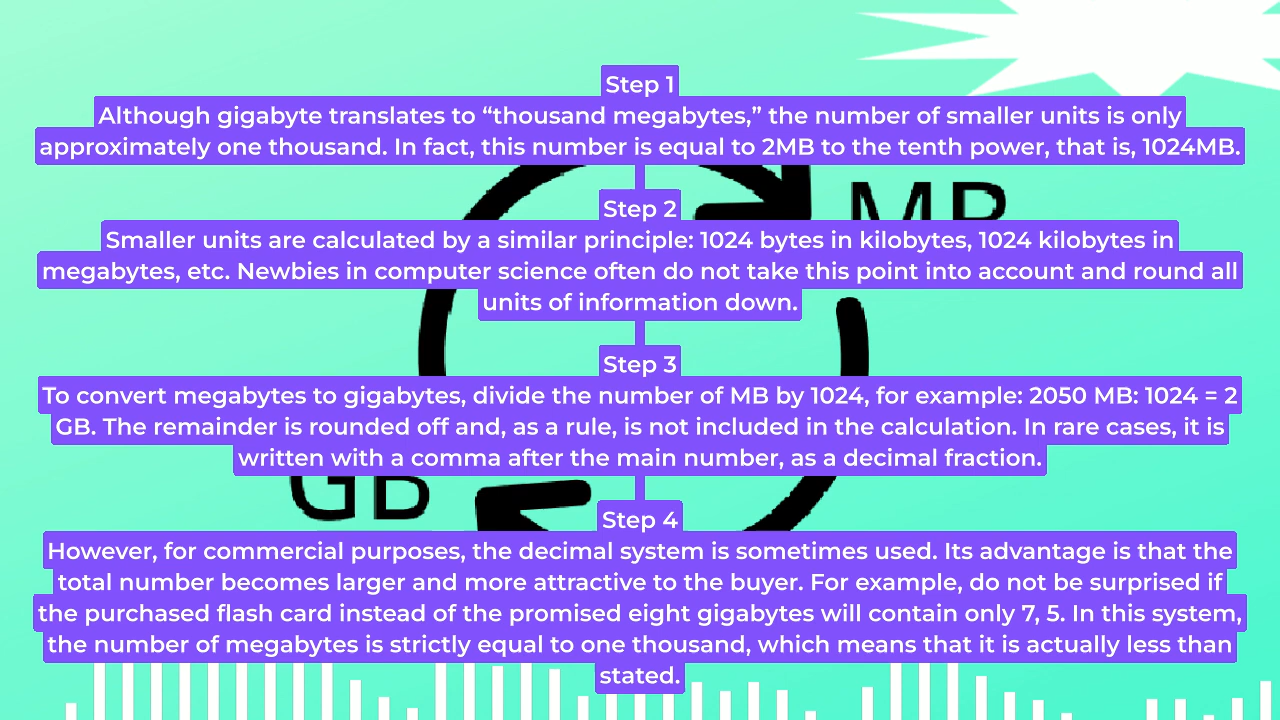 Step 1
Although gigabyte translates to “thousand megabytes,” the number of smaller units is only
approximately one thousand. In fact, this number is equal to 2MB to the tenth power, that is, 1024MB.
MB
Step 2
Smaller units are calculated by a similar principle: 1024 bytes in kilobytes, 1024 kilobytes in
megabytes, etc. Newbies in computer science often do not take this point into account and round all
units of information down.
Step 3
To convert megabytes to gigabytes, divide the number of MB by 1024, for example: 2050 MB: 1024 = 2
GB. The remainder is rounded off and, as a rule, is not included in the calculation. In rare cases, it is
written with a comma after the main number, as a decimal fraction.
GB
Step 4
However, for commercial purposes, the decimal system is sometimes used. Its advantage is that the
total number becomes larger and more attractive to the buyer. For example, do not be surprised if
the purchased flash card instead of the promised eight gigabytes will contain only 7, 5. In this system,
the number of megabytes is strictly equal to one thousand, which means that it is actually less than
stated.